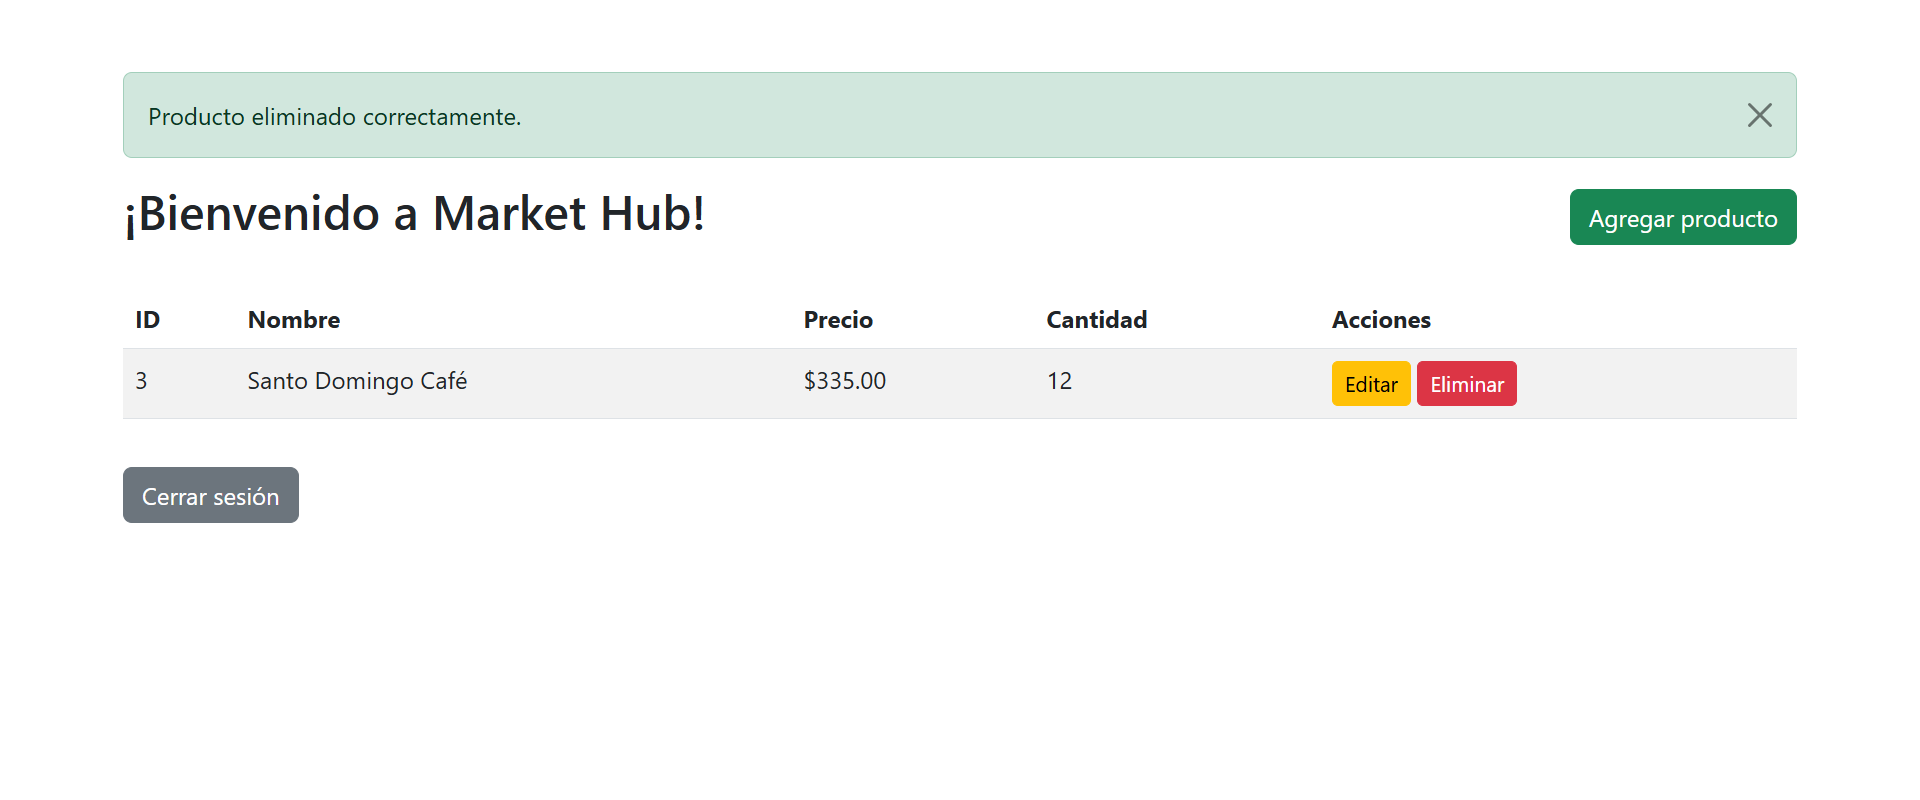 Producto eliminado correctamente.
¡Bienvenido a Market Hub!
Agregar producto
ID Nombre Precio Cantidad Acciones
3 Santo Domingo Café $335.00 12 Editar Eliminar
Cerrar sesión